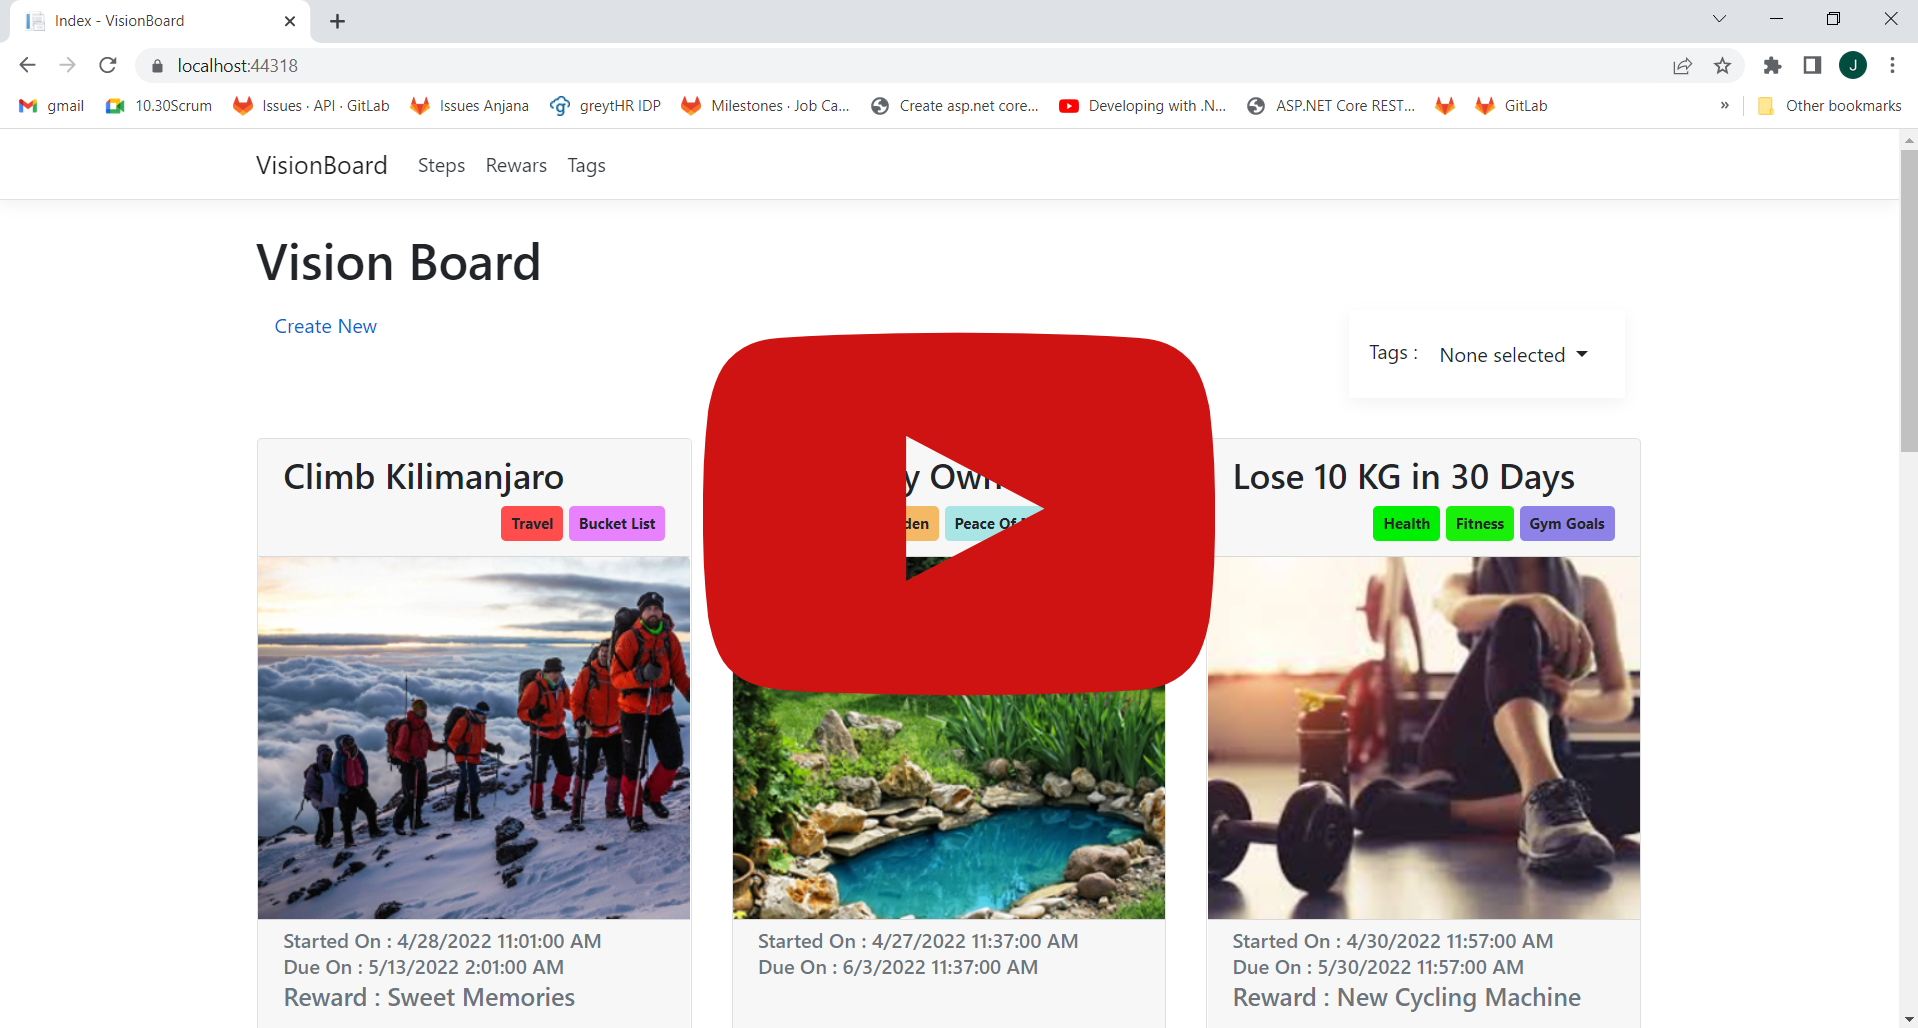 Index - VisionBoard
localhost:44318
J
gmail 10.30Scrum Issues · API · GitLab Issues Anjana greytHR IDP Milestones · Job Ca... Create asp.net core... Developing with .N... ASP.NET Core REST... GitLab » Other bookmarks
VisionBoard Steps Rewars Tags
Vision Board
Create New
Tags : None selected
Climb Kilimanjaro
Travel Bucket List
Peace Of
Lose 10 KG in 30 Days
Health Fitness Gym Goals
Started On : 4/28/2022 11:01:00 AM
Due On : 5/13/2022 2:01:00 AM
Reward : Sweet Memories
Started On : 4/27/2022 11:37:00 AM
Due On : 6/3/2022 11:37:00 AM
Started On : 4/30/2022 11:57:00 AM
Due On : 5/30/2022 11:57:00 AM
Reward : New Cycling Machine